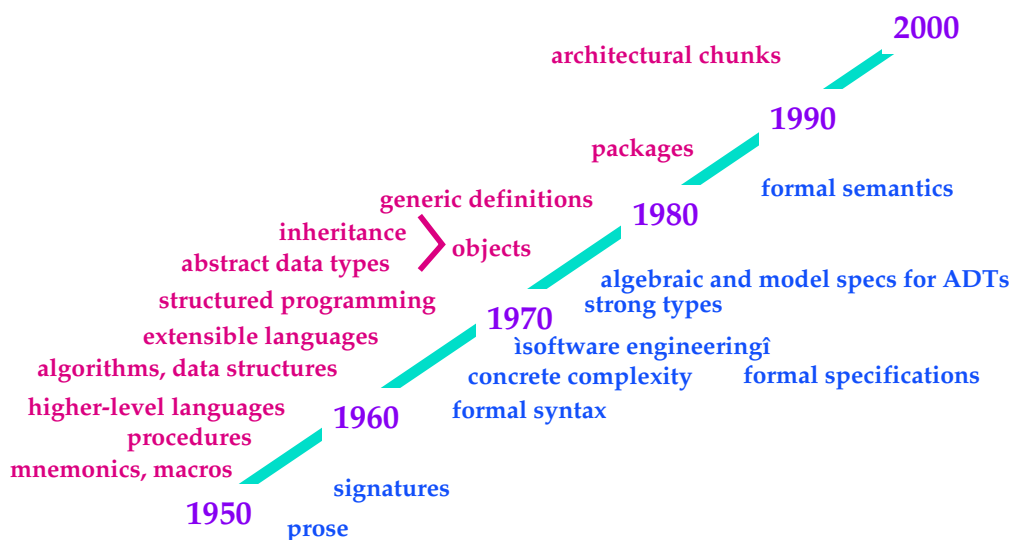 2000
architectural chunks
1990
packages
formal semantics
generic definitions
1980
inheritance
objects
abstract data types
algebraic and model specs for ADTs
structured programming
strong types
1970
extensible languages
ìsoftware engineeringî
algorithms, data structures
concrete complexity
formal specifications
higher-level languages
formal syntax
1960
procedures
mnemonics, macros
signatures
1950
prose